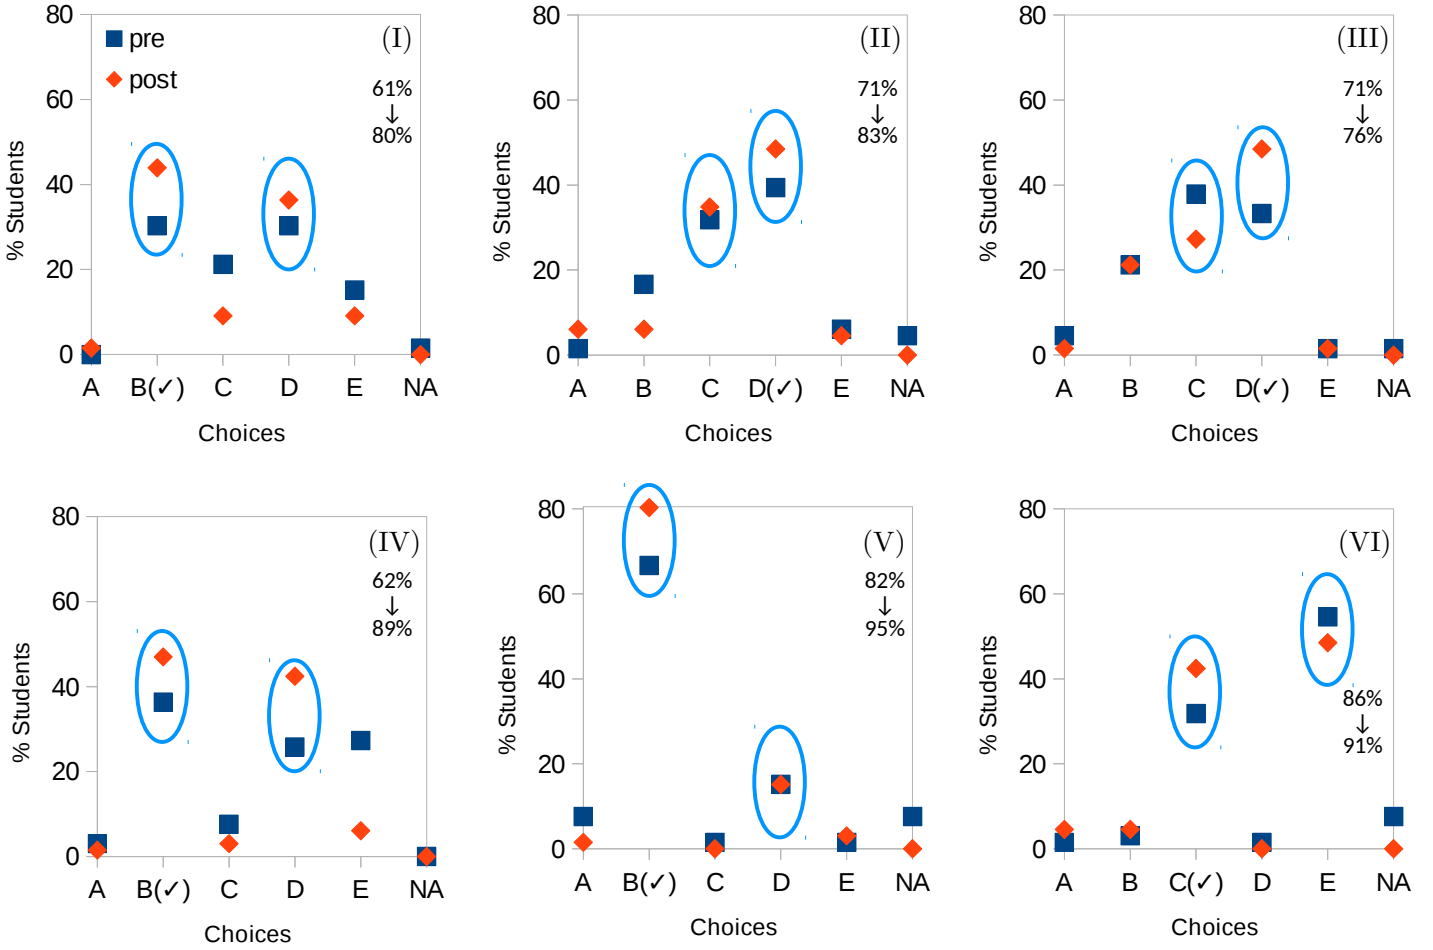 80
pre
(I)
post
61%
60
↓
80%
40
20
0
A B(✓) C D E NA
Choices
% Students
80
(II)
71%
60
↓
83%
40
20
0
A B C D(✓) E NA
Choices
% Students
80
(III)
71%
60
↓
76%
40
20
0
A B C D(✓) E NA
Choices
% Students
80
(IV)
62%
60
↓
89%
40
20
0
A B(✓) C D E NA
Choices
% Students
80
(V)
82%
60
↓
95%
40
20
0
A B(✓) C D E NA
Choices
% Students
80
(VI)
60
40
86%
↓
91%
20
0
A B C(✓) D E NA
Choices
% Students